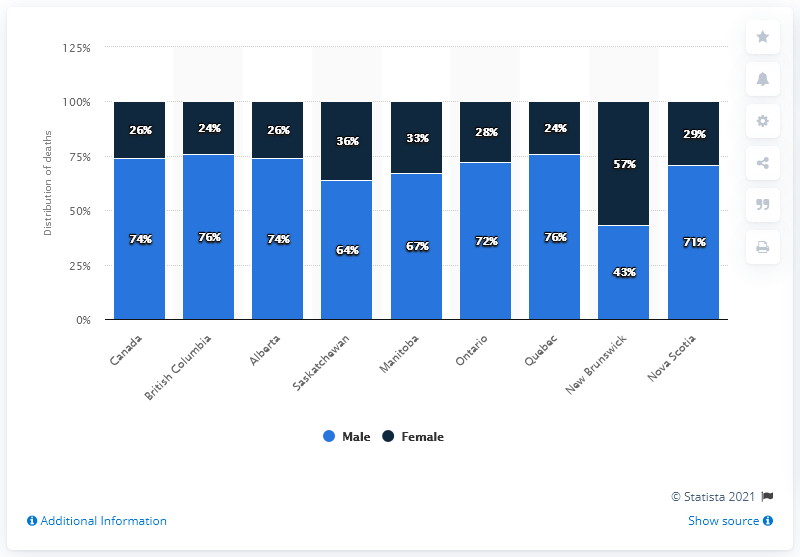 125%
100%
75%
50%
25%
0%
Distribution of deaths
26% 24% 26% 36% 33% 28% 24% 57% 29%
74% 76% 74% 64% 67% 72% 76% 43% 71%
Canada
British Columbia
Alberta
Saskatchewan
Manitoba
Ontario
Quebec
New Brunswick
Nova Scotia
Male Female
© Statista 2021
Additional Information
Show source